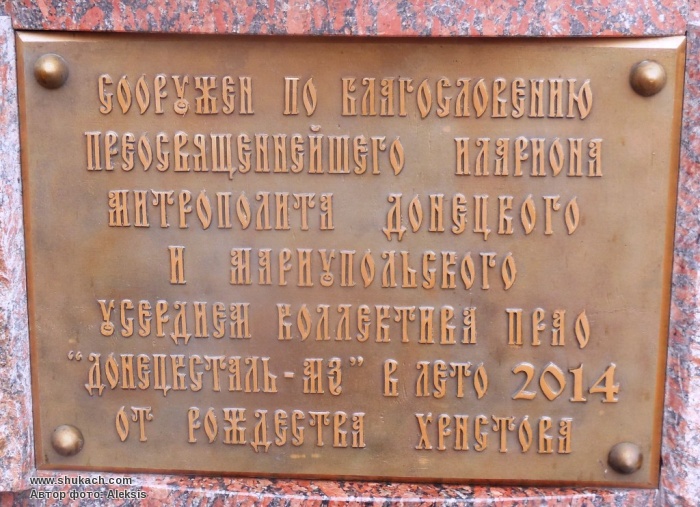 СООРУЖЕН ПО БЛАГОСЛОВЕНИЮ
ПРЕОСВЯЩЕННЕЙШЕГО ИЛАРИОНА
МИТРОПОЛИТА ДОНЕЦКОГО
И МАРИУПОЛЬСКОГО
УСЕРДИЕМ КОЛЛЕКТИВА ПРАО
“ДОНЕЦКСТАЛЬ-МЗ” В ЛЕТО 2014
ОТ РОЖДЕСТВА ХРИСТОВА
www.shukach.com
Автор фото: Aleksis